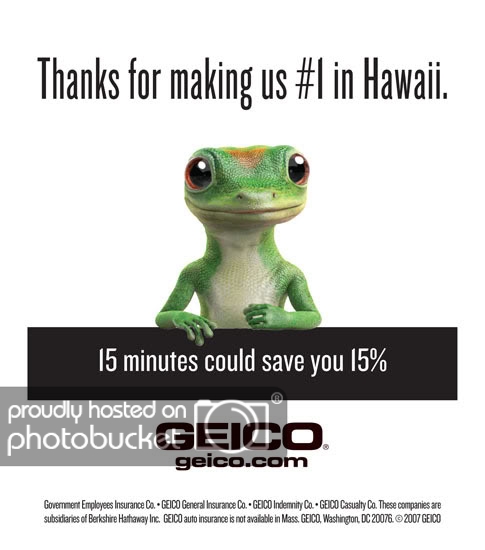 Thanks for making us #1 in Hawaii.
15 minutes could save you 15%
®
proudly hosted on
photobucket
GEICO®
geico.com
Government Employees Insurance Co. • GEICO General Insurance Co. • GEICO Indemnity Co. • GEICO Casualty Co. These companies are
subsidiaries of Berkshire Hathaway Inc. GEICO auto insurance is not available in Mass. GEICO, Washington, DC 20076. © 2007 GEICO